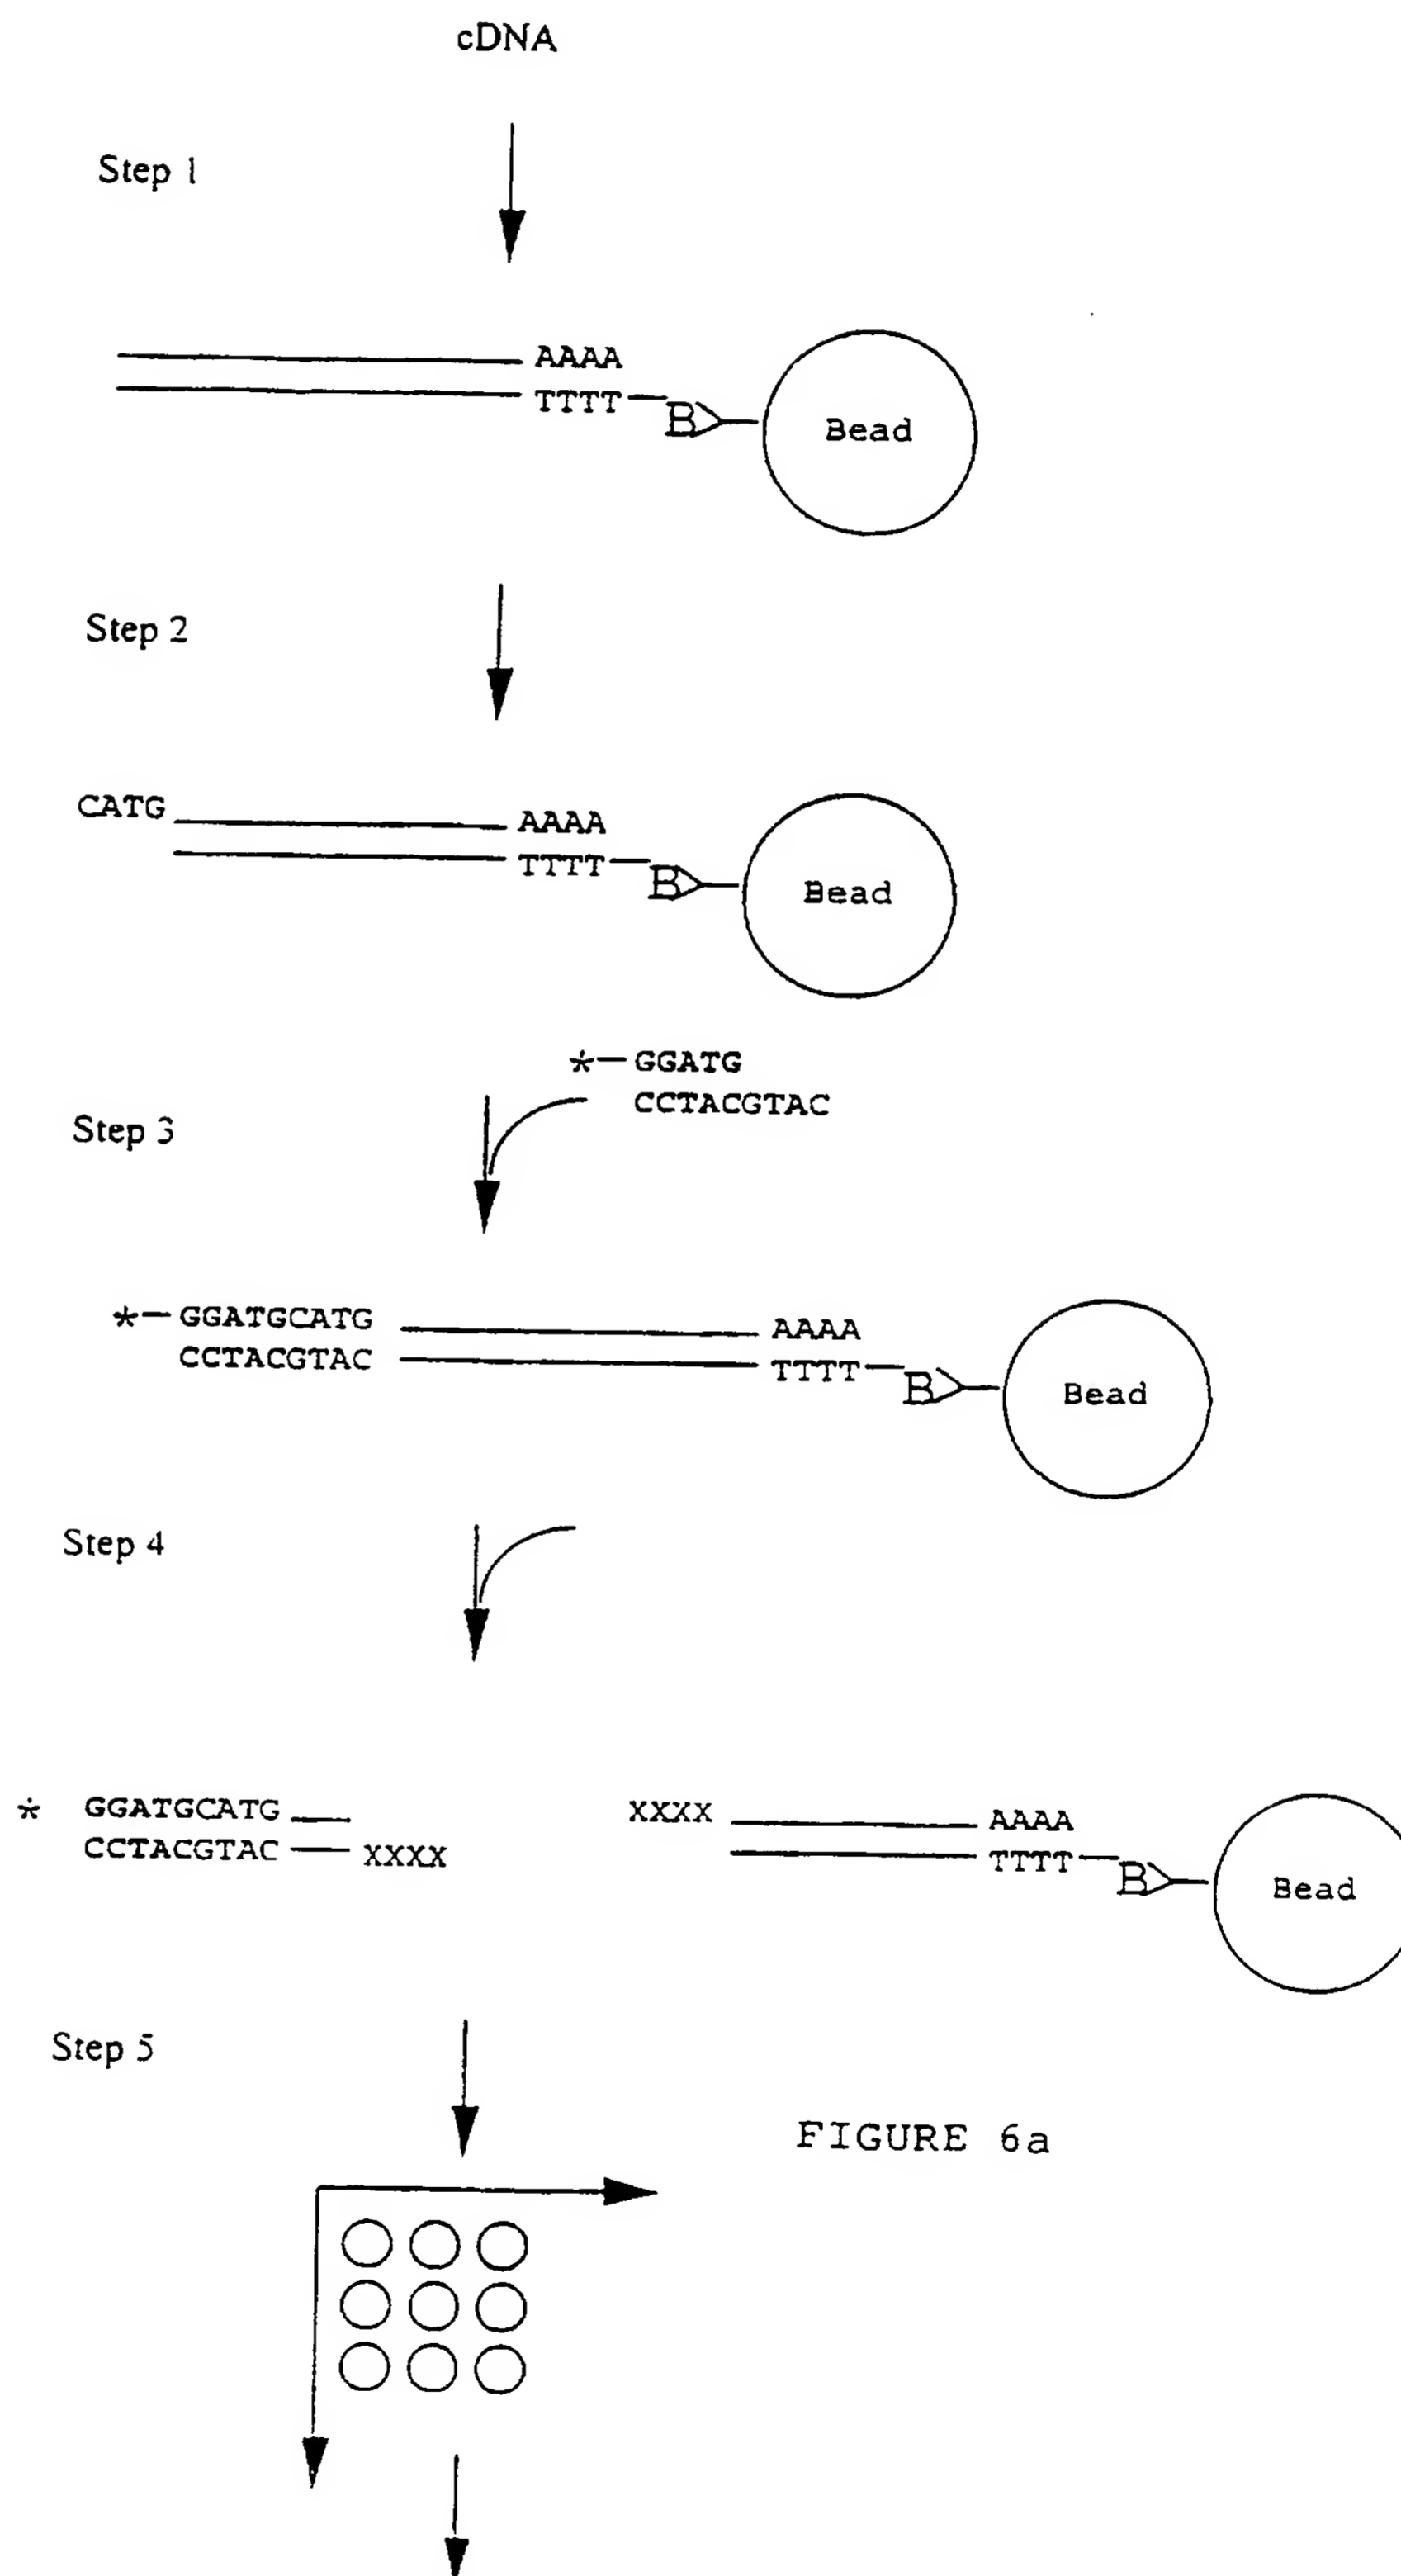 cDNA
Step 1
AAAA
TTTT
B
Bead
Step 2
CATG
AAAA
TTTT
B
Bead
*—GGATG
CCTACGTAC
Step 3
*—GGATGCATG
CCTACGTAC
AAAA
TTTT
B
Bead
Step 4
* GGATGCATG
CCTACGTAC
XXXX
XXXX
AAAA
TTTT
B
Bead
Step 5
FIGURE 6a